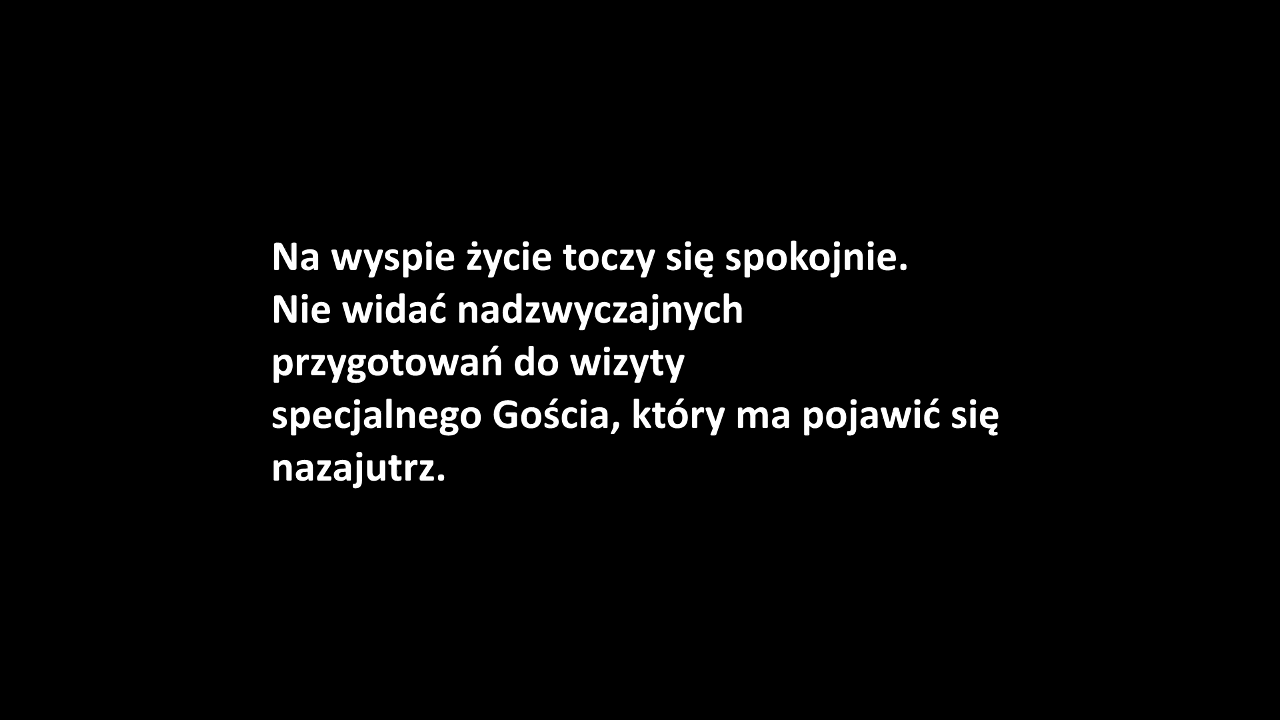 Na wyspie życie toczy się spokojnie.
Nie widać nadzwyczajnych
przygotowań do wizyty
specjalnego Gościa, który ma pojawić się
nazajutrz.